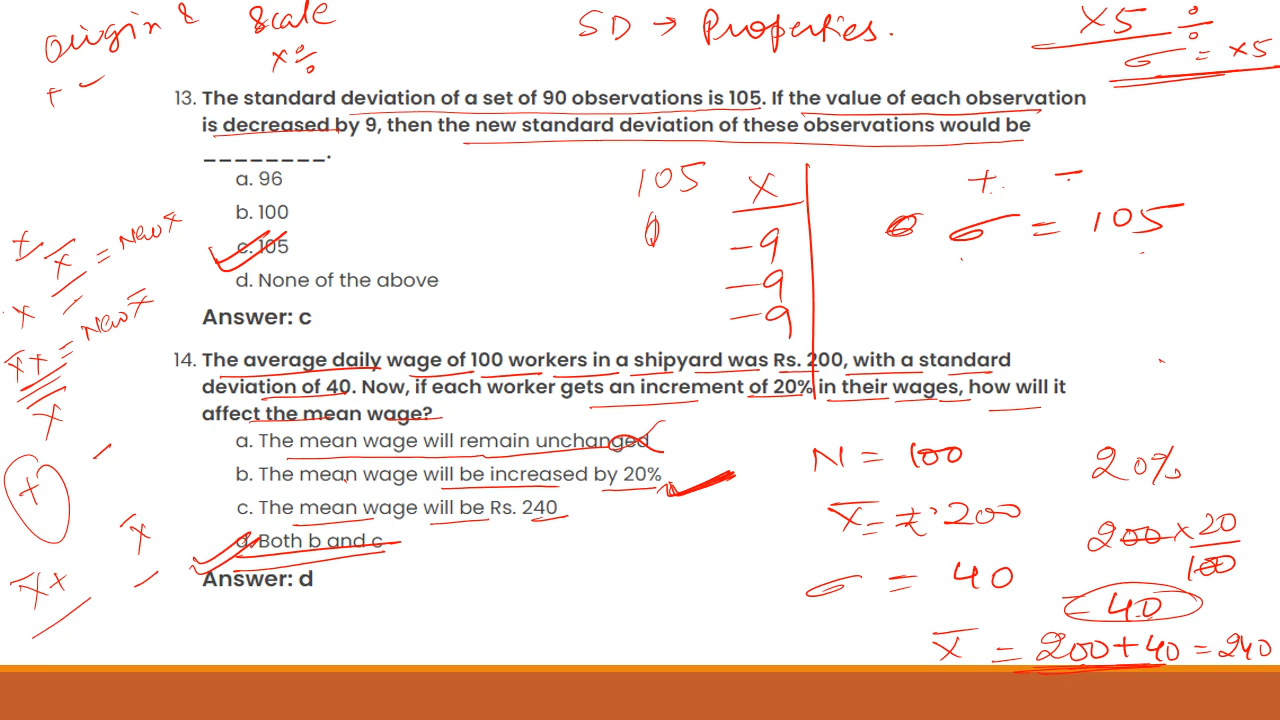 Origin & Scale
+ -
× ÷
SD → Properties.
×5 ÷
σ = ×5
13. The standard deviation of a set of 90 observations is 105. If the value of each observation
is decreased by 9, then the new standard deviation of these observations would be
________.
a. 96
b. 100
c. 105
d. None of the above
Answer: c
105
X
-9
-9
-9
+ -
σ = 105
= New x̄
= New x̄
14. The average daily wage of 100 workers in a shipyard was Rs. 200, with a standard
deviation of 40. Now, if each worker gets an increment of 20% in their wages, how will it
affect the mean wage?
a. The mean wage will remain unchanged
b. The mean wage will be increased by 20%
c. The mean wage will be Rs. 240
d. Both b and c
Answer: d
N = 100
X̄ = ₹ 200
σ = 40
20%
200 × 20/100
= 40
X̄ = 200 + 40 = 240